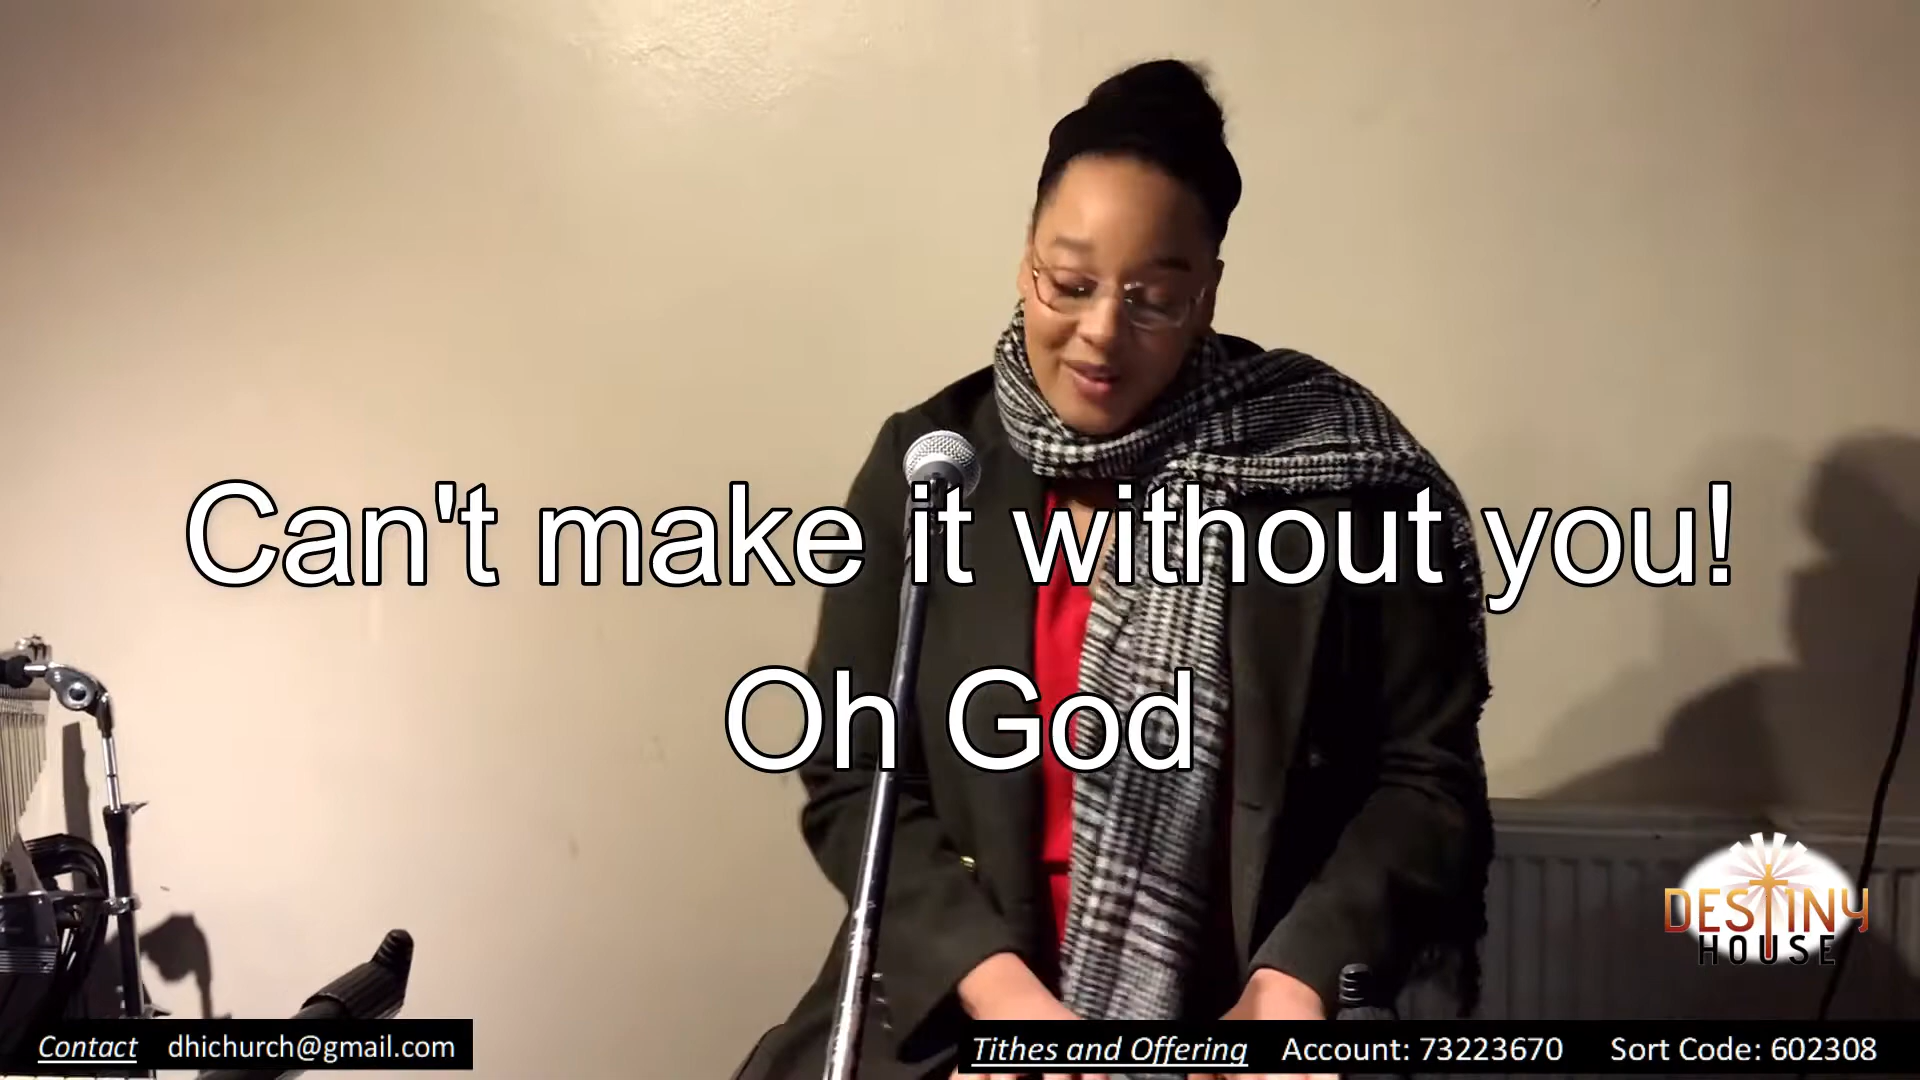 Can't make it without you!
Oh God
DESTINY
HOUSE
Contact dhichurch@gmail.com
Tithes and Offering Account: 73223670 Sort Code: 602308